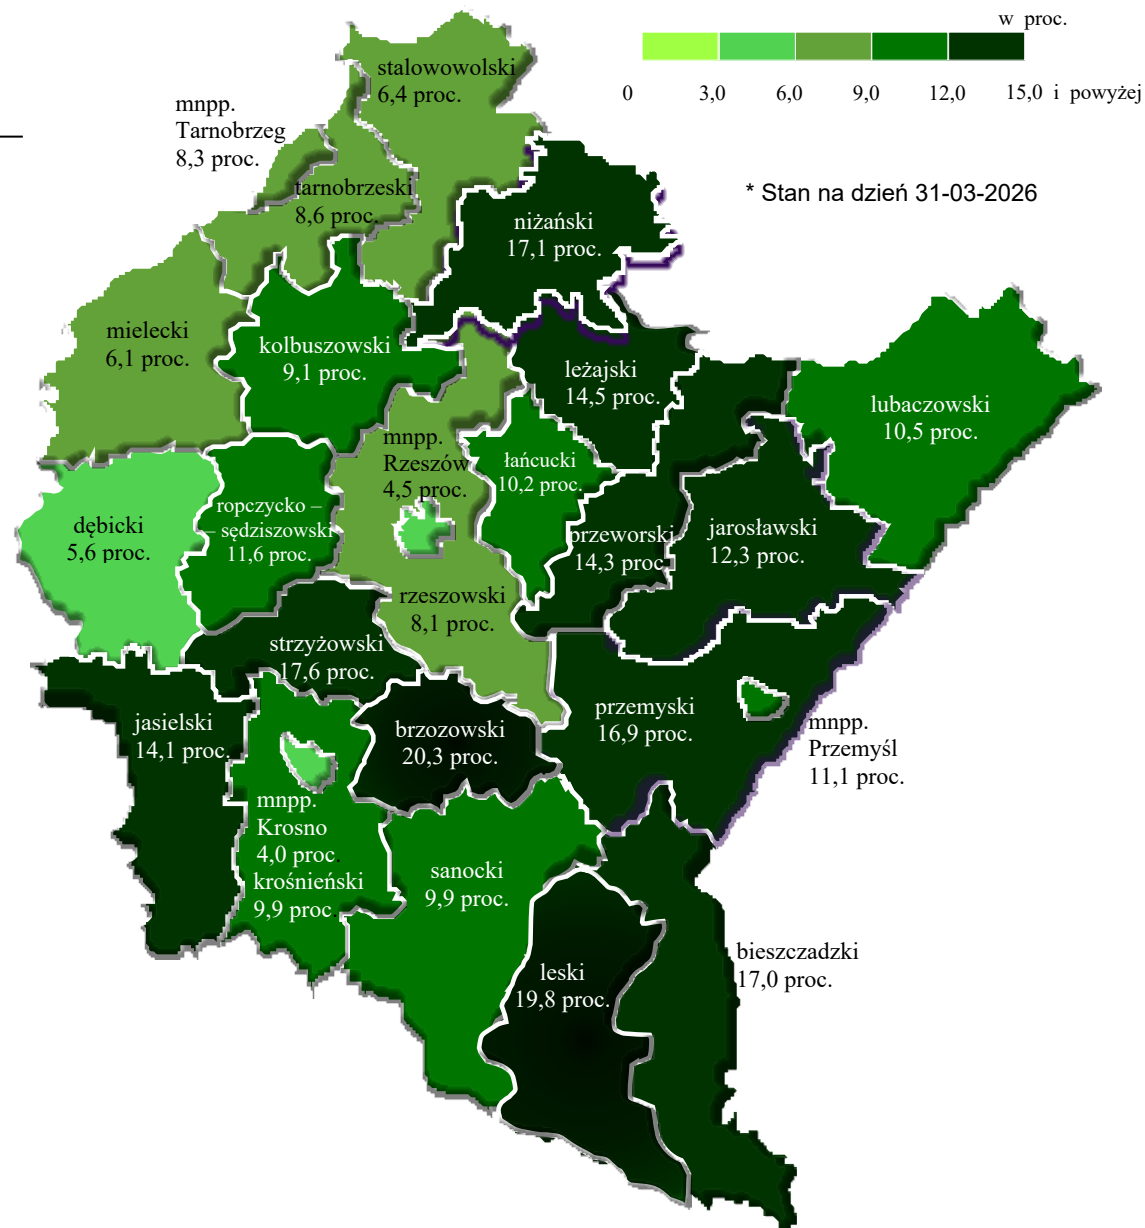 w proc.
0 3,0 6,0 9,0 12,0 15,0 i powyżej
* Stan na dzień 31-03-2026
stalowowolski
6,4 proc.
mnpp.
Tarnobrzeg
8,3 proc.
tarnobrzeski
8,6 proc.
niżański
17,1 proc.
mielecki
6,1 proc.
kolbuszowski
9,1 proc.
leżajski
14,5 proc.
lubaczowski
10,5 proc.
mnpp.
Rzeszów
4,5 proc.
łańcucki
10,2 proc.
dębicki
5,6 proc.
ropczycko –
– sędziszowski
11,6 proc.
przeworski
14,3 proc.
jarosławski
12,3 proc.
rzeszowski
8,1 proc.
strzyżowski
17,6 proc.
jasielski
14,1 proc.
brzozowski
20,3 proc.
przemyski
16,9 proc.
mnpp.
Przemyśl
11,1 proc.
mnpp.
Krosno
4,0 proc.
krośnieński
9,9 proc.
sanocki
9,9 proc.
leski
19,8 proc.
bieszczadzki
17,0 proc.